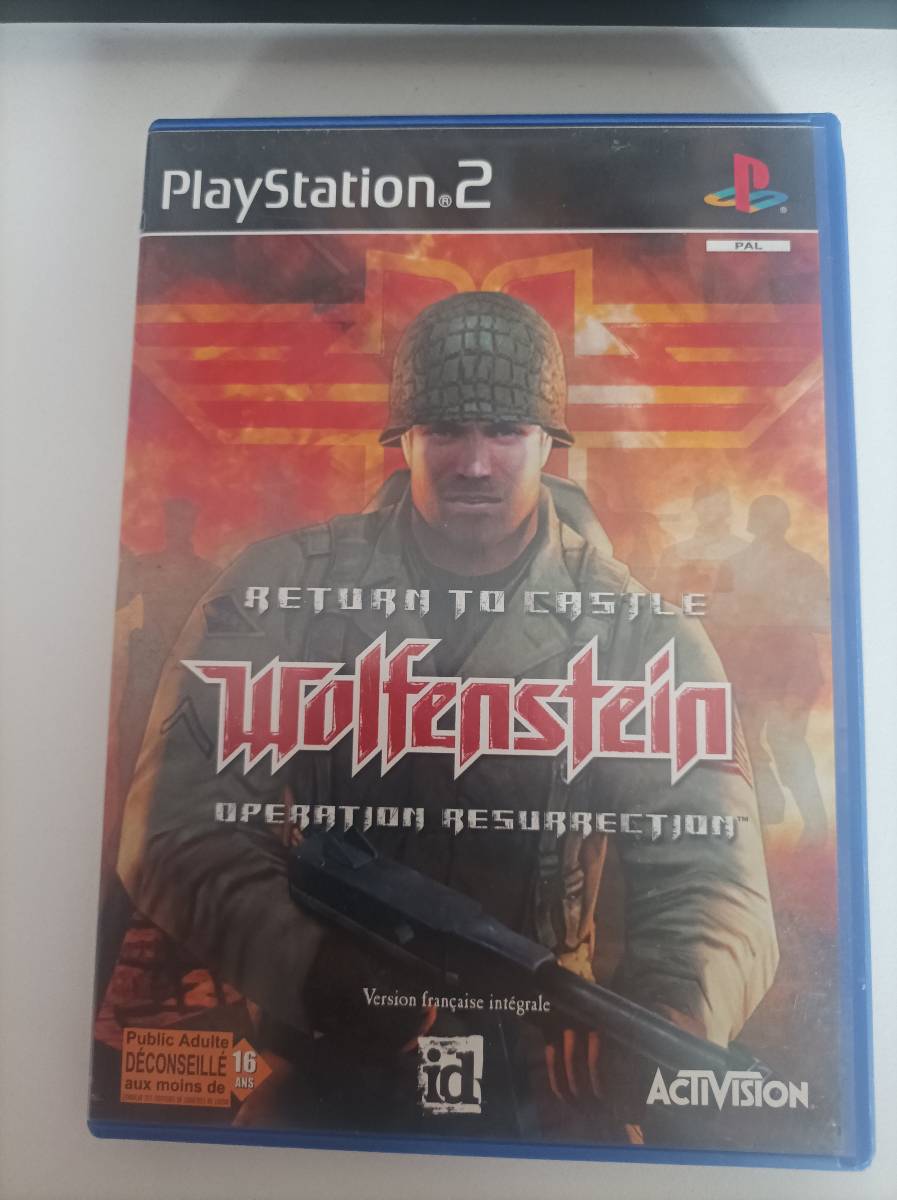 PlayStation®2
PAL
RETURN TO CASTLE
Wolfenstein
OPERATION RESURRECTION™
Version française intégrale
Public Adulte
DÉCONSEILLÉ
aux moins de
16
ANS
id
ACTIVISION